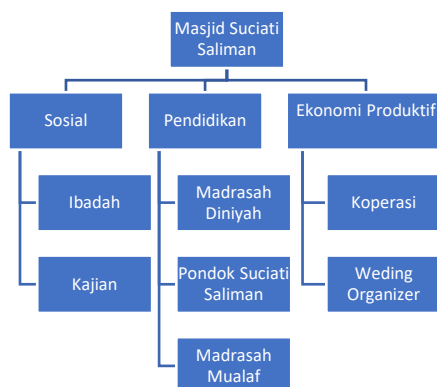 Masjid Suciati
Saliman
Sosial
Pendidikan
Ekonomi Produktif
Ibadah
Kajian
Madrasah
Diniyah
Pondok Suciati
Saliman
Madrasah
Mualaf
Koperasi
Weding
Organizer